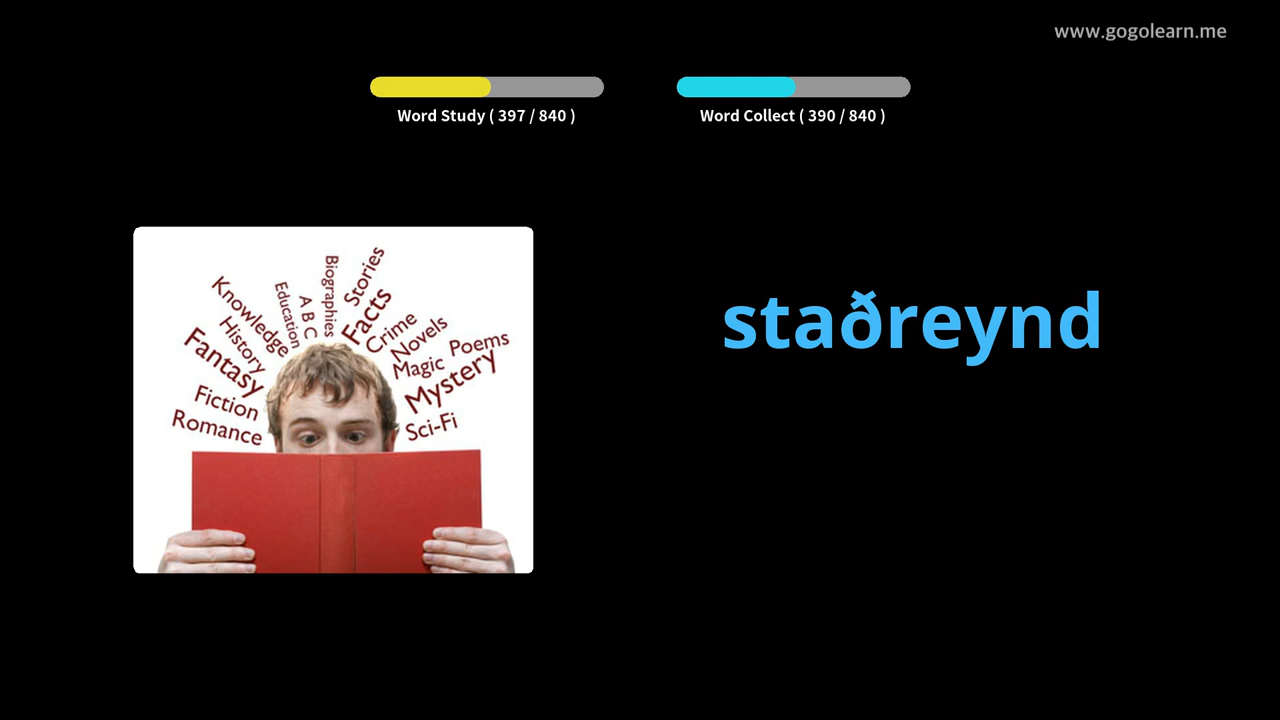 www.gogolearn.me
Word Study ( 397 / 840 )
Word Collect ( 390 / 840 )
staðreynd
Knowledge
Education
A B C
Biographies
Stories
Facts
Crime
Novels
Poems
History
Fantasy
Magic
Mystery
Fiction
Romance
Sci-Fi